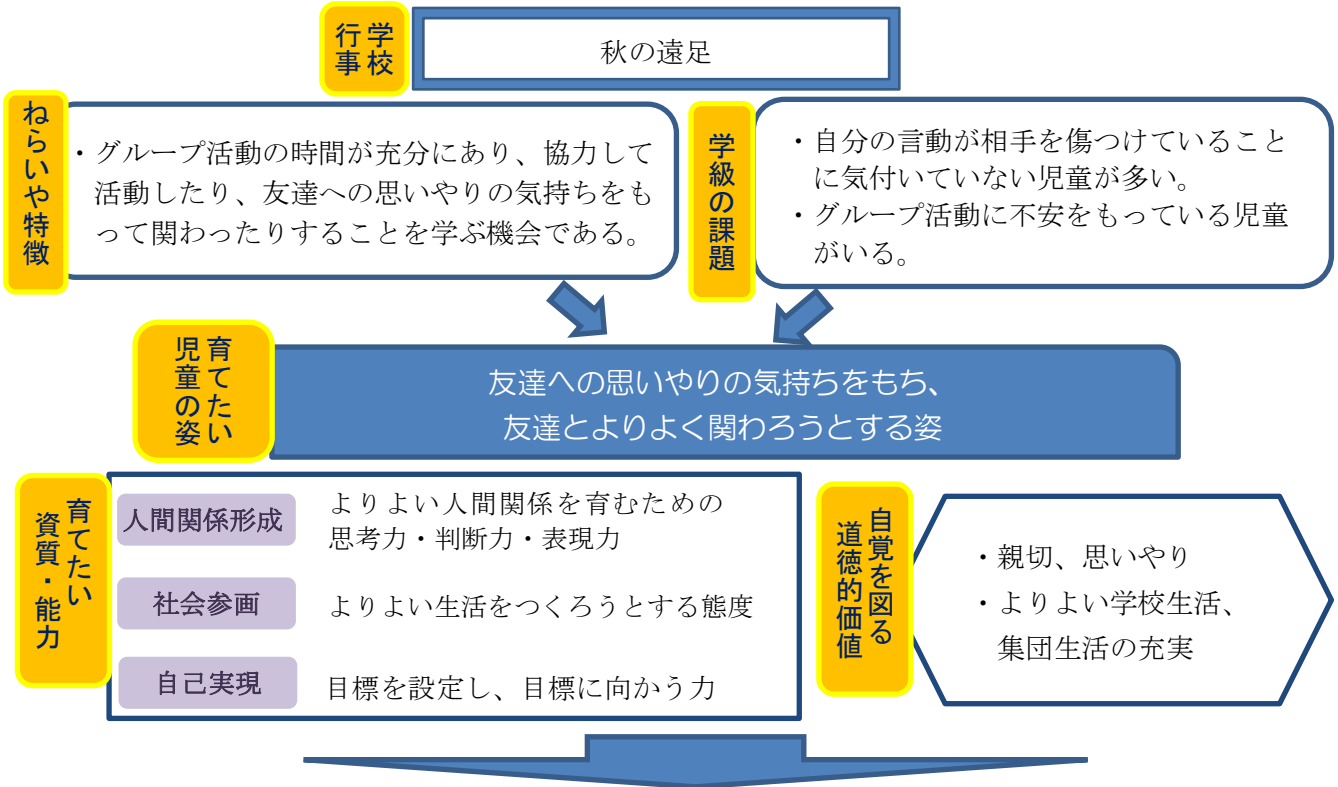 学校
行事
秋の遠足
ねらいや特徴
・グループ活動の時間が充分にあり、協力して
活動したり、友達への思いやりの気持ちをも
って関わったりすることを学ぶ機会である。
学級の課題
・自分の言動が相手を傷つけていること
に気付いていない児童が多い。
・グループ活動に不安をもっている児童
がいる。
育てたい
児童の姿
友達への思いやりの気持ちをもち、
友達とよりよく関わろうとする姿
育てたい
資質・能力
人間関係形成
よりよい人間関係を育むための
思考力・判断力・表現力
社会参画
よりよい生活をつくろうとする態度
自己実現
目標を設定し、目標に向かう力
自覚を図る
道徳的価値
・親切、思いやり
・よりよい学校生活、
集団生活の充実